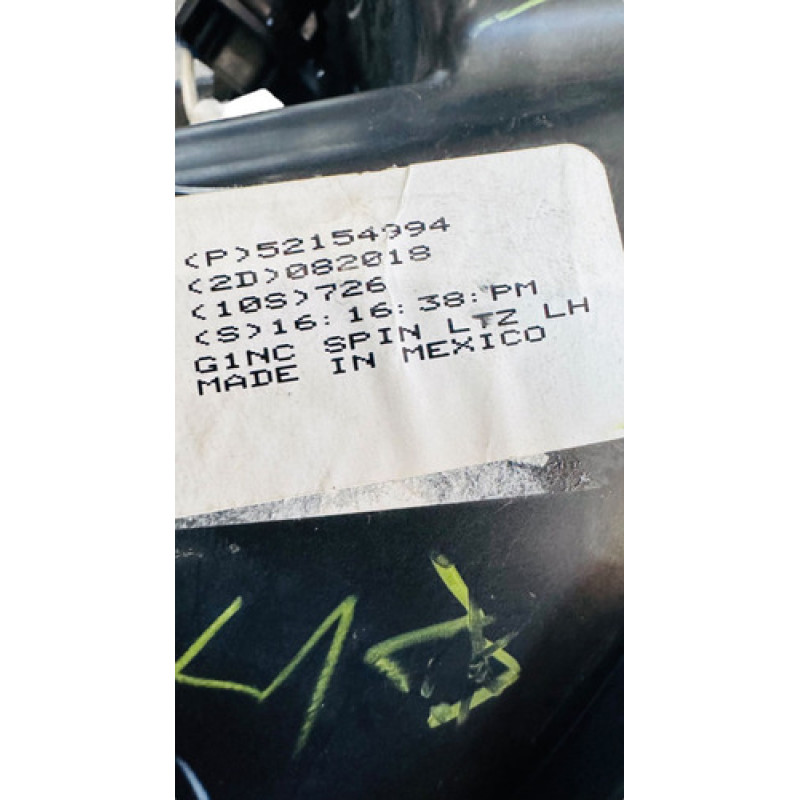 (P)52154994
(2D)082018
(10S)726
(S)16:16:38:PM
G1NC SPIN LTZ LH
MADE IN MEXICO